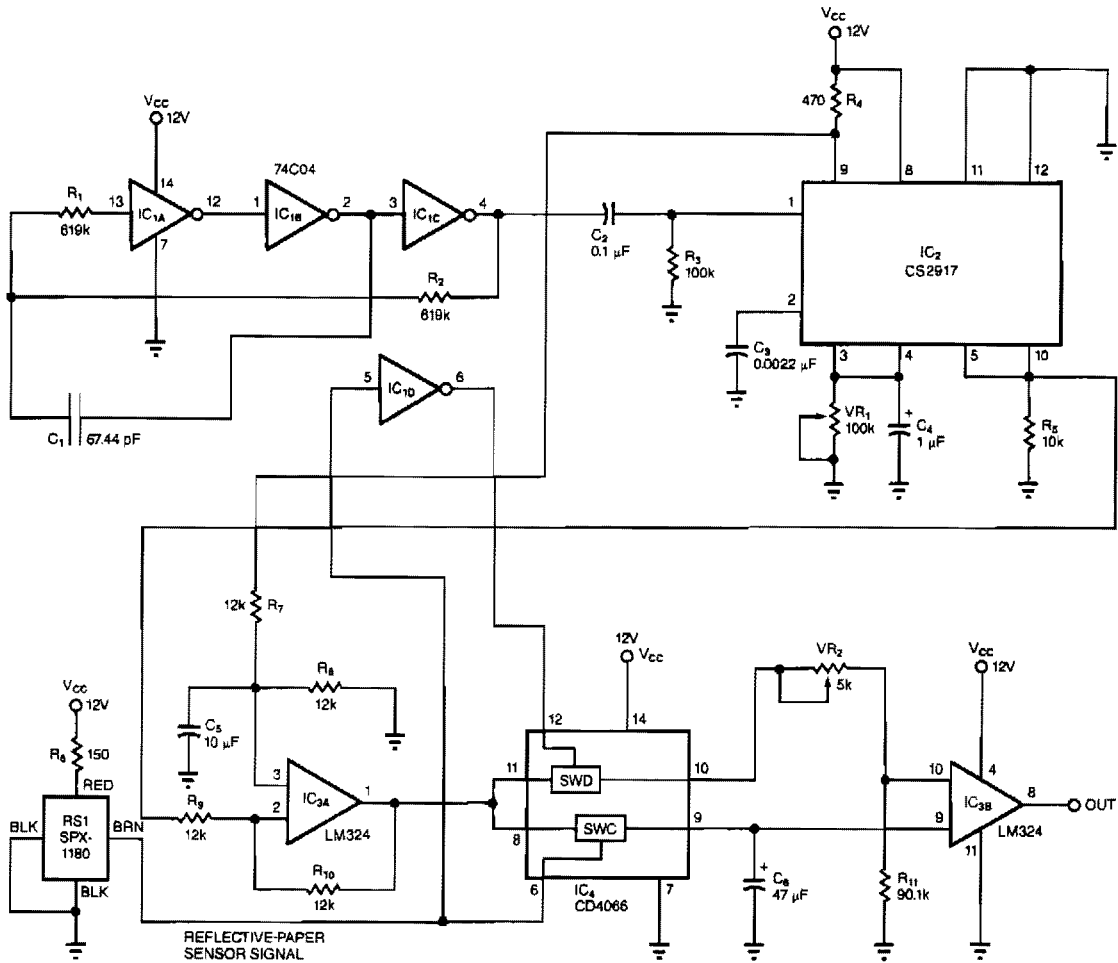 VCC
12V
VCC
12V
470
R4
74C04
R1
619k
13
IC1A
14
7
12
1
IC1B
2
3
IC1C
4
C2
0.1 µF
R3
100k
R2
619k
C1
67.44 pF
9
8
11
12
1
IC2
CS2917
2
C3
0.0022 µF
3
4
5
10
VR1
100k
+
C4
1 µF
R5
10k
5
IC1D
6
12k
R7
R8
12k
C5
10 µF
VCC
12V
R6
150
RED
BLK
RS1
SPX-
1180
BRN
BLK
R9
12k
3
2
IC3A
1
LM324
R10
12k
REFLECTIVE-PAPER
SENSOR SIGNAL
12V
VCC
12
14
11
SWD
10
8
SWC
9
6
IC4
CD4066
7
VR2
5k
+
C6
47 µF
R11
90.1k
VCC
12V
10
4
IC3B
8
OUT
9
11
LM324